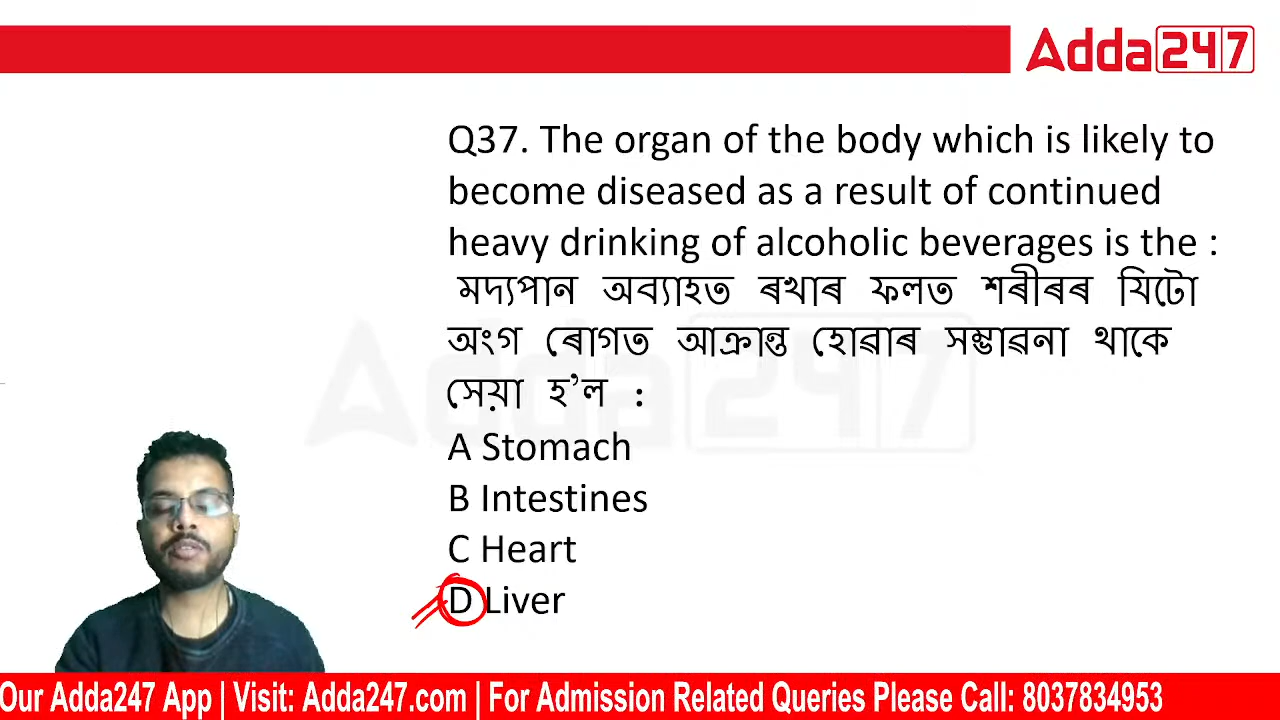 Adda247
Q37. The organ of the body which is likely to
become diseased as a result of continued
heavy drinking of alcoholic beverages is the :
মদ্যপান অব্যাহত ৰখাৰ ফলত শৰীৰৰ যিটো
অংগ ৰোগত আক্ৰান্ত হোৱাৰ সম্ভাৱনা থাকে
সেয়া হ’ল :
Adda247
A Stomach
B Intestines
C Heart
D Liver
Our Adda247 App | Visit: Adda247.com | For Admission Related Queries Please Call: 8037834953